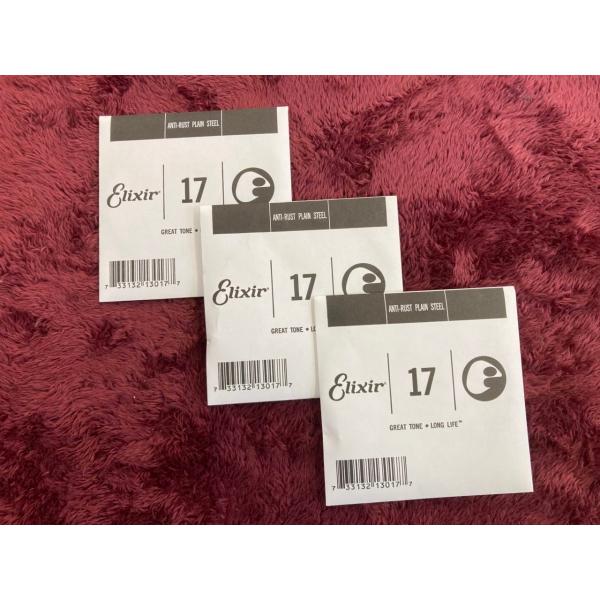 ANTI-RUST PLAIN STEEL
Elixir 17
GREAT TONE •
7 33132 13017 7
ANTI-RUST PLAIN STEEL
Elixir 17
GREAT TONE • LO
7 33132 13017 7
ANTI-RUST PLAIN STEEL
Elixir 17
GREAT TONE • LONG LIFE™
7 33132 13017 7